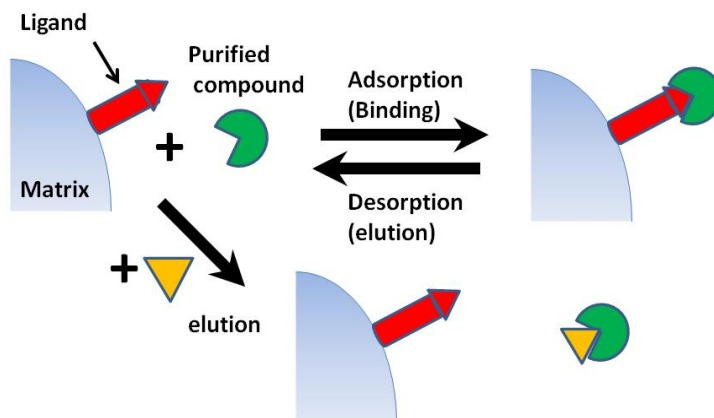 Ligand
Purified
compound
Adsorption
(Binding)
+
Matrix
Desorption
(elution)
+
elution